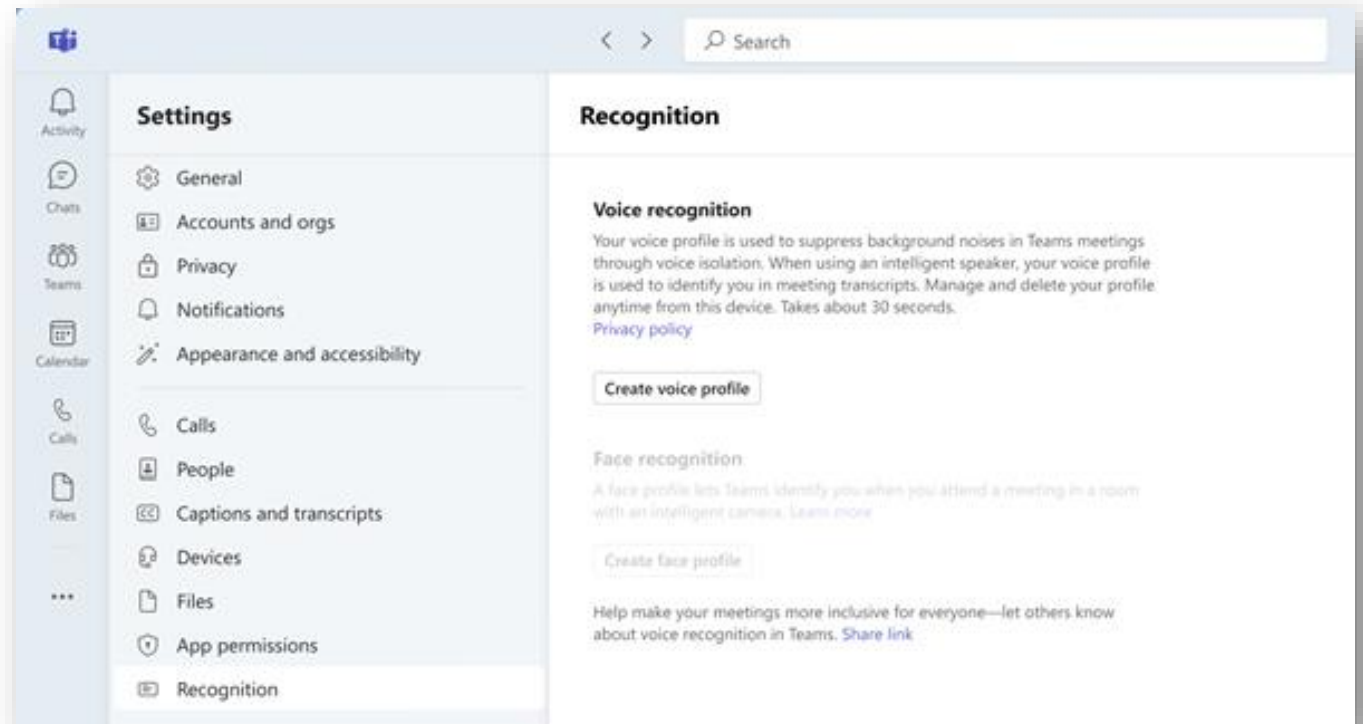 Search
Activity
Chats
Teams
Calendar
Calls
Files
Settings
General
Accounts and orgs
Privacy
Notifications
Appearance and accessibility
Calls
People
Captions and transcripts
Devices
Files
App permissions
Recognition
Recognition
Voice recognition
Your voice profile is used to suppress background noises in Teams meetings
through voice isolation. When using an intelligent speaker, your voice profile
is used to identify you in meeting transcripts. Manage and delete your profile
anytime from this device. Takes about 30 seconds.
Privacy policy
Create voice profile
Face recognition
A face profile lets Teams identify you when you attend a meeting in a room
with an intelligent camera. Learn more
Create face profile
Help make your meetings more inclusive for everyone—let others know
about voice recognition in Teams. Share link